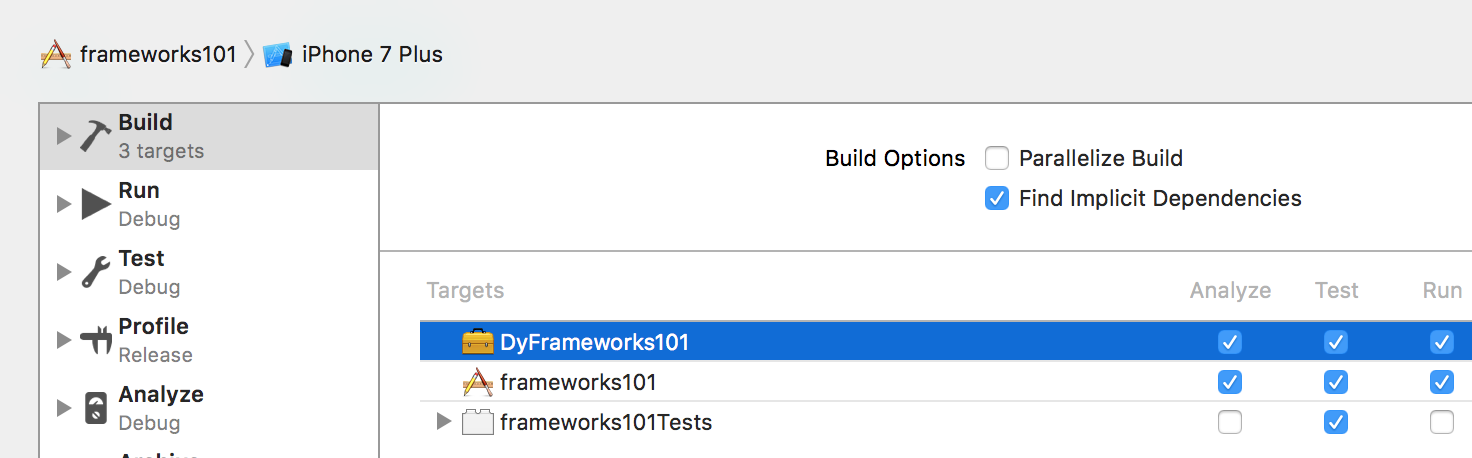 frameworks101 iPhone 7 Plus
Build
3 targets
Run
Debug
Test
Debug
Profile
Release
Analyze
Debug
Build Options Parallelize Build
Find Implicit Dependencies
Targets Analyze Test Run
DyFrameworks101
frameworks101
frameworks101Tests